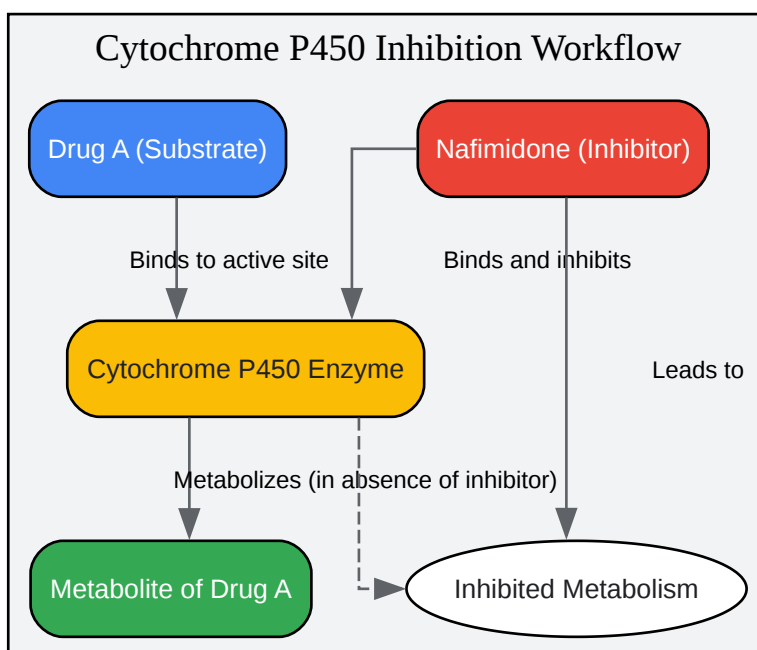 Cytochrome P450 Inhibition Workflow
Drug A (Substrate)
Nafimidone (Inhibitor)
Binds to active site
Binds and inhibits
Cytochrome P450 Enzyme
Leads to
Metabolizes (in absence of inhibitor)
Metabolite of Drug A
Inhibited Metabolism